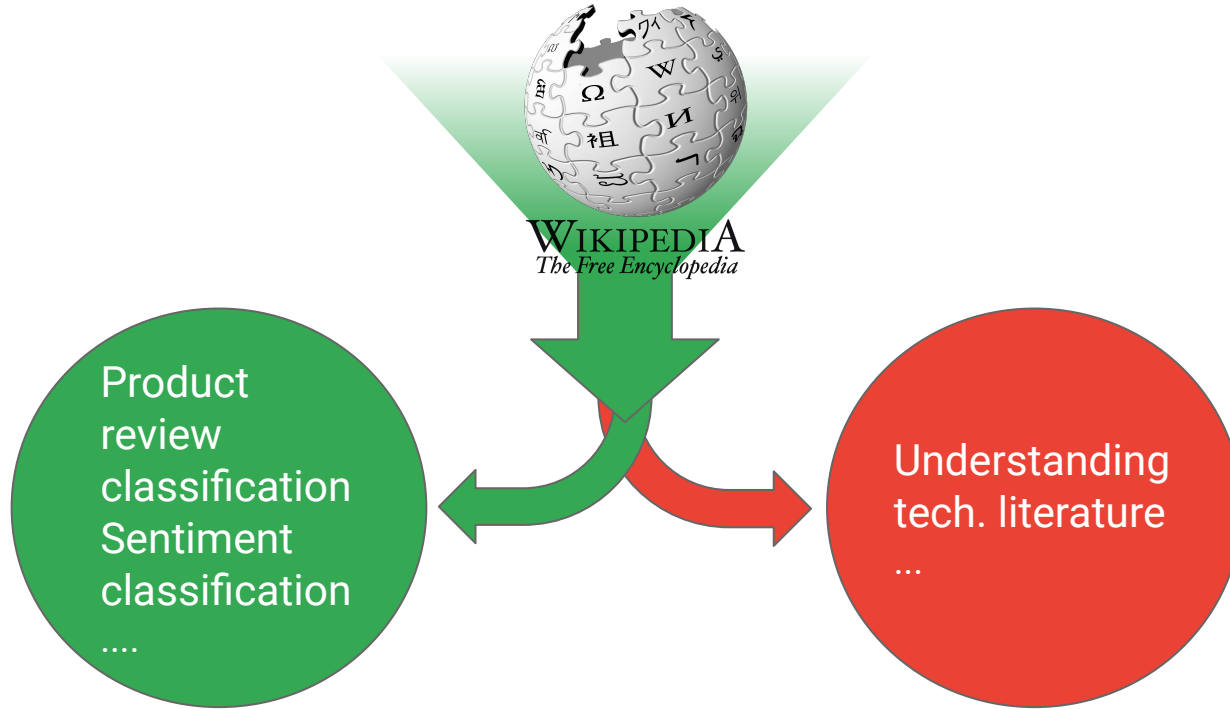 WIKIPEDIA
The Free Encyclopedia
Product
review
classification
Sentiment
classification
....
Understanding
tech. literature
...